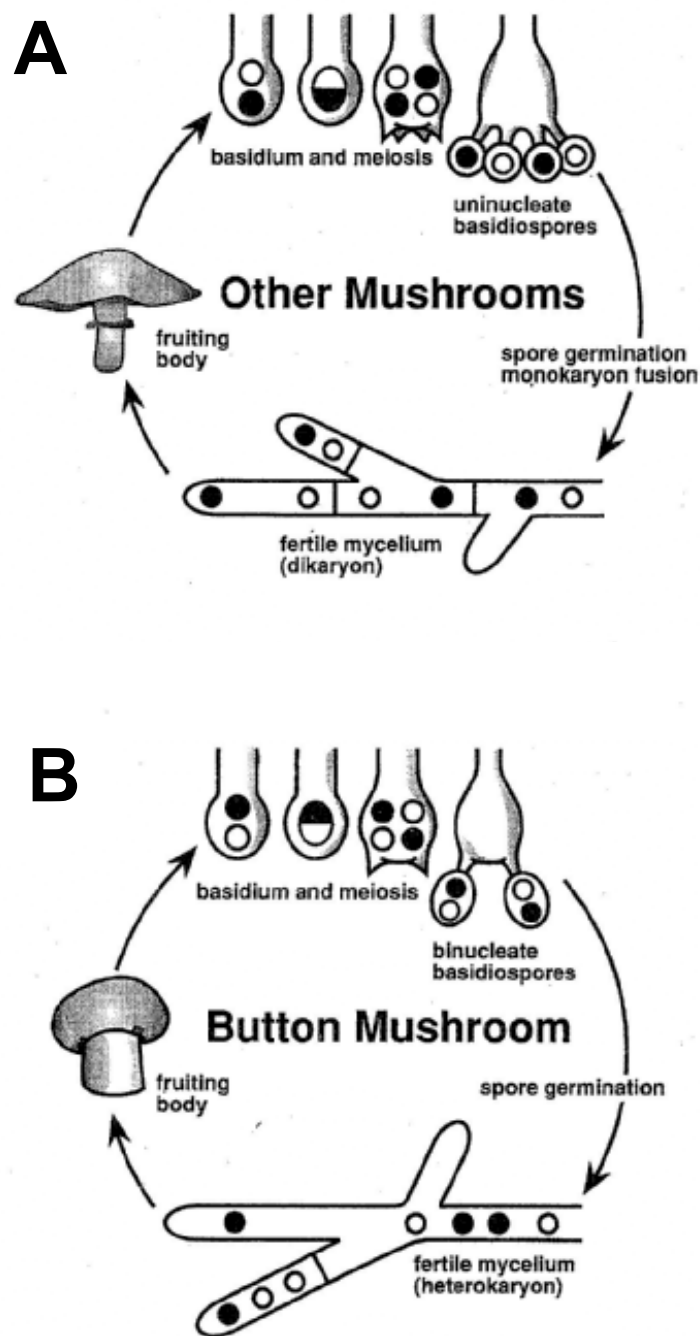 A
basidium and meiosis
uninucleate
basidiospores
Other Mushrooms
fruiting
body
spore germination
monokaryon fusion
fertile mycelium
(dikaryon)
B
basidium and meiosis
binucleate
basidiospores
Button Mushroom
fruiting
body
spore germination
fertile mycelium
(heterokaryon)